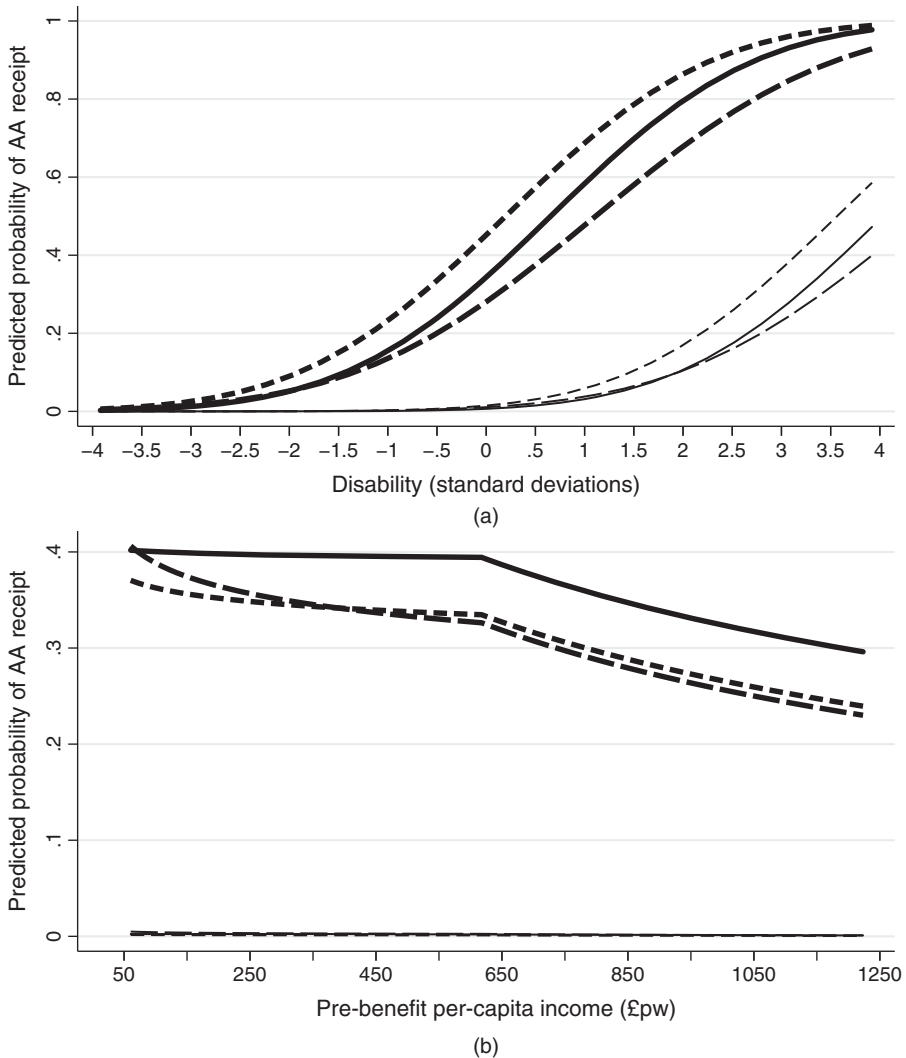 Predicted probability of AA receipt
1
.8
.6
.4
.2
0
−4 −3.5 −3 −2.5 −2 −1.5 −1 −.5 0 .5 1 1.5 2 2.5 3 3.5 4
Disability (standard deviations)
(a)
Predicted probability of AA receipt
.4
.3
.2
.1
0
50 250 450 650 850 1050 1250
Pre-benefit per-capita income (£pw)
(b)